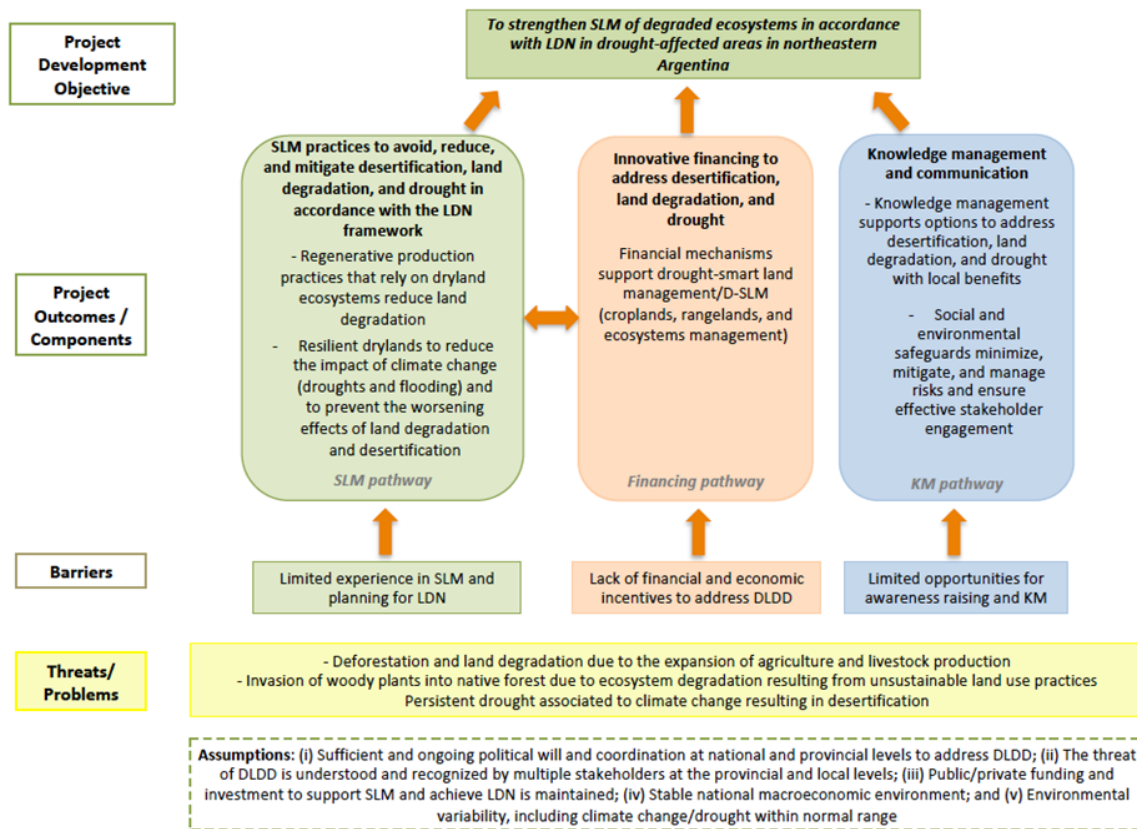 Project
Development
Objective
To strengthen SLM of degraded ecosystems in accordance
with LDN in drought-affected areas in northeastern
Argentina
Project
Outcomes /
Components
SLM practices to avoid, reduce,
and mitigate desertification, land
degradation, and drought in
accordance with the LDN
framework
- Regenerative production
practices that rely on dryland
ecosystems reduce land
degradation
- Resilient drylands to reduce
the impact of climate change
(droughts and flooding) and
to prevent the worsening
effects of land degradation
and desertification
SLM pathway
Innovative financing to
address desertification,
land degradation, and
drought
Financial mechanisms
support drought-smart land
management/D-SLM
(croplands, rangelands, and
ecosystems management)
Financing pathway
Knowledge management
and communication
- Knowledge management
supports options to address
desertification, land
degradation, and drought
with local benefits
- Social and
environmental
safeguards minimize,
mitigate, and manage
risks and ensure
effective stakeholder
engagement
KM pathway
Barriers
Limited experience in SLM and
planning for LDN
Lack of financial and economic
incentives to address DLDD
Limited opportunities for
awareness raising and KM
Threats/
Problems
- Deforestation and land degradation due to the expansion of agriculture and livestock production
- Invasion of woody plants into native forest due to ecosystem degradation resulting from unsustainable land use practices
Persistent drought associated to climate change resulting in desertification
Assumptions: (i) Sufficient and ongoing political will and coordination at national and provincial levels to address DLDD; (ii) The threat
of DLDD is understood and recognized by multiple stakeholders at the provincial and local levels; (iii) Public/private funding and
investment to support SLM and achieve LDN is maintained; (iv) Stable national macroeconomic environment; and (v) Environmental
variability, including climate change/drought within normal range